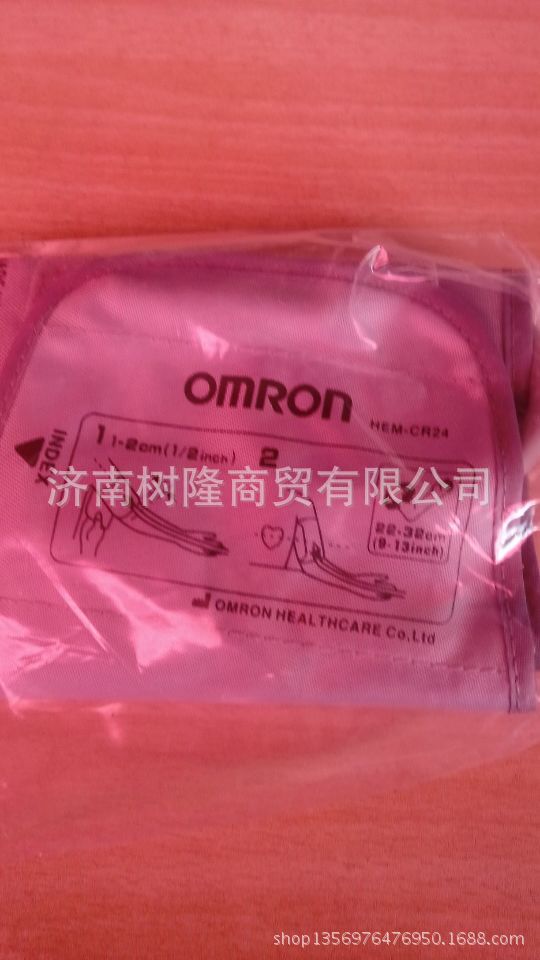 OMRON
HEM-CR24
INDEX
1 1-2cm(1/2inch) 2
济南树隆商贸有限公司
22-32cm
(9-13inch)
OMRON HEALTHCARE Co,Ltd
shop1356976476950.1688.com